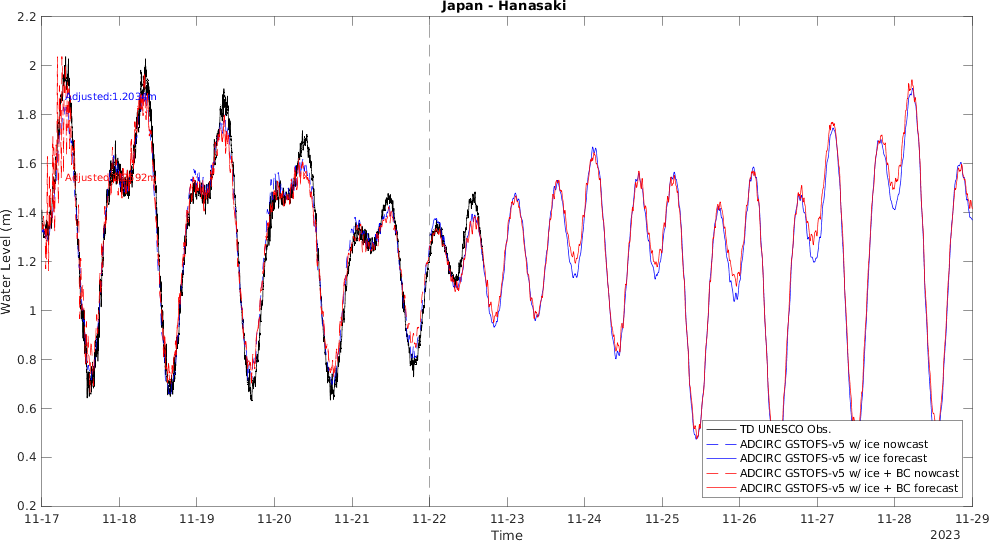 Japan - Hanasaki
Water Level (m)
2.2
2
1.8
1.6
1.4
1.2
1
0.8
0.6
0.4
0.2
TD UNESCO Obs.
ADCIRC GSTOFS-v5 w/ ice nowcast
ADCIRC GSTOFS-v5 w/ ice forecast
ADCIRC GSTOFS-v5 w/ ice + BC nowcast
ADCIRC GSTOFS-v5 w/ ice + BC forecast
11-17 11-18 11-19 11-20 11-21 11-22 11-23 11-24 11-25 11-26 11-27 11-28 11-29
Time
2023